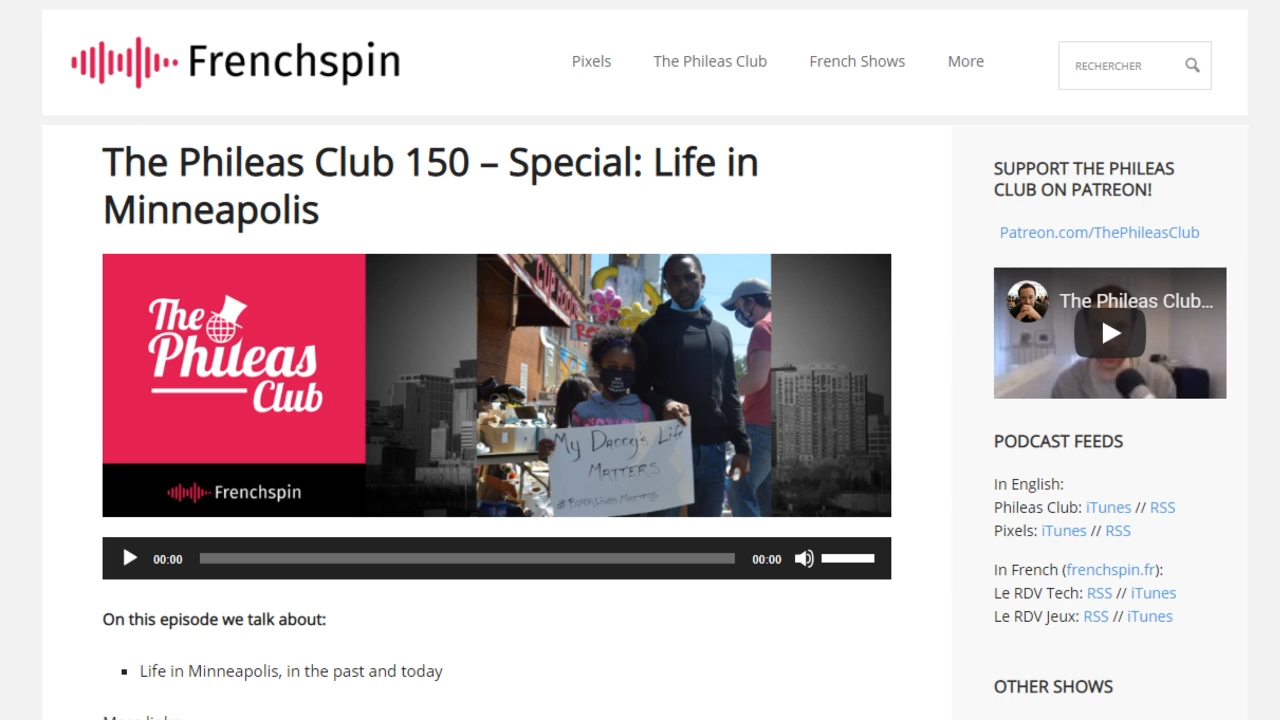 Frenchspin
Pixels
The Phileas Club
French Shows
More
RECHERCHER
The Phileas Club 150 – Special: Life in
Minneapolis
The
Phileas
Club
Frenchspin
CUP FOODS
My Daddy's Life
MATTERS
#BlackLivesMatters
00:00
00:00
On this episode we talk about:
Life in Minneapolis, in the past and today
SUPPORT THE PHILEAS
CLUB ON PATREON!
Patreon.com/ThePhileasClub
The Phileas Club...
PODCAST FEEDS
In English:
Phileas Club: iTunes // RSS
Pixels: iTunes // RSS
In French (frenchspin.fr):
Le RDV Tech: RSS // iTunes
Le RDV Jeux: RSS // iTunes
OTHER SHOWS